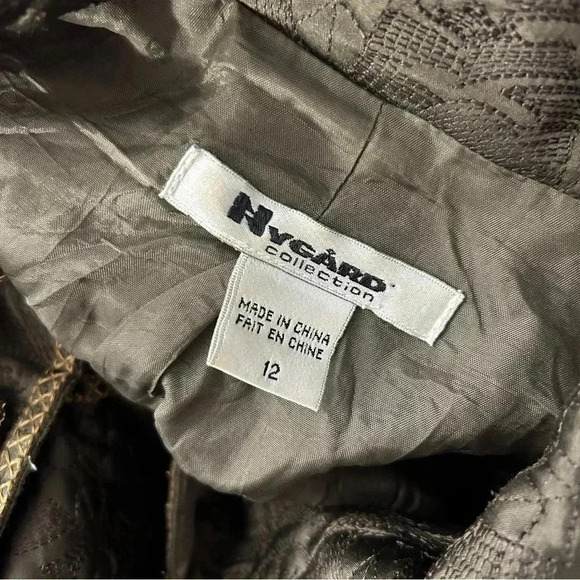 NYGÅRD
collection
MADE IN CHINA
FAIT EN CHINE
12